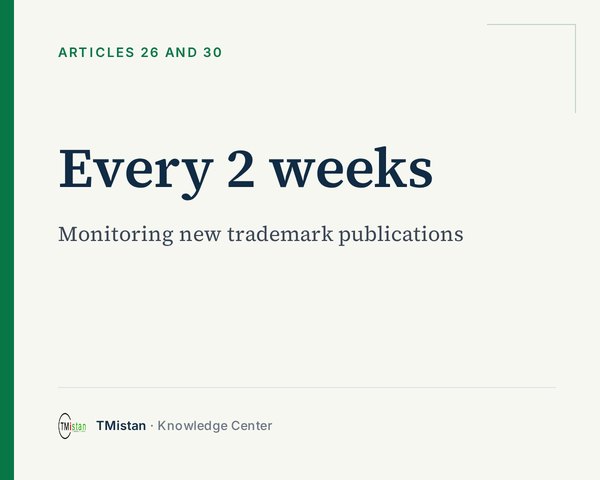 ARTICLES 26 AND 30
Every 2 weeks
Monitoring new trademark publications
TMistan
TMistan · Knowledge Center